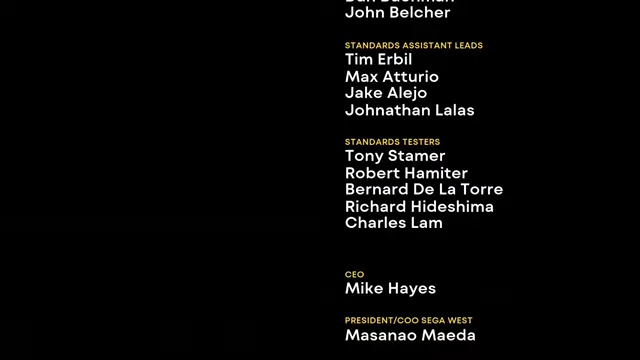 John Belcher
STANDARDS ASSISTANT LEADS
Tim Erbil
Max Atturio
Jake Alejo
Johnathan Lalas
STANDARDS TESTERS
Tony Stamer
Robert Hamiter
Bernard De La Torre
Richard Hideshima
Charles Lam
CEO
Mike Hayes
PRESIDENT/COO SEGA WEST
Masanao Maeda